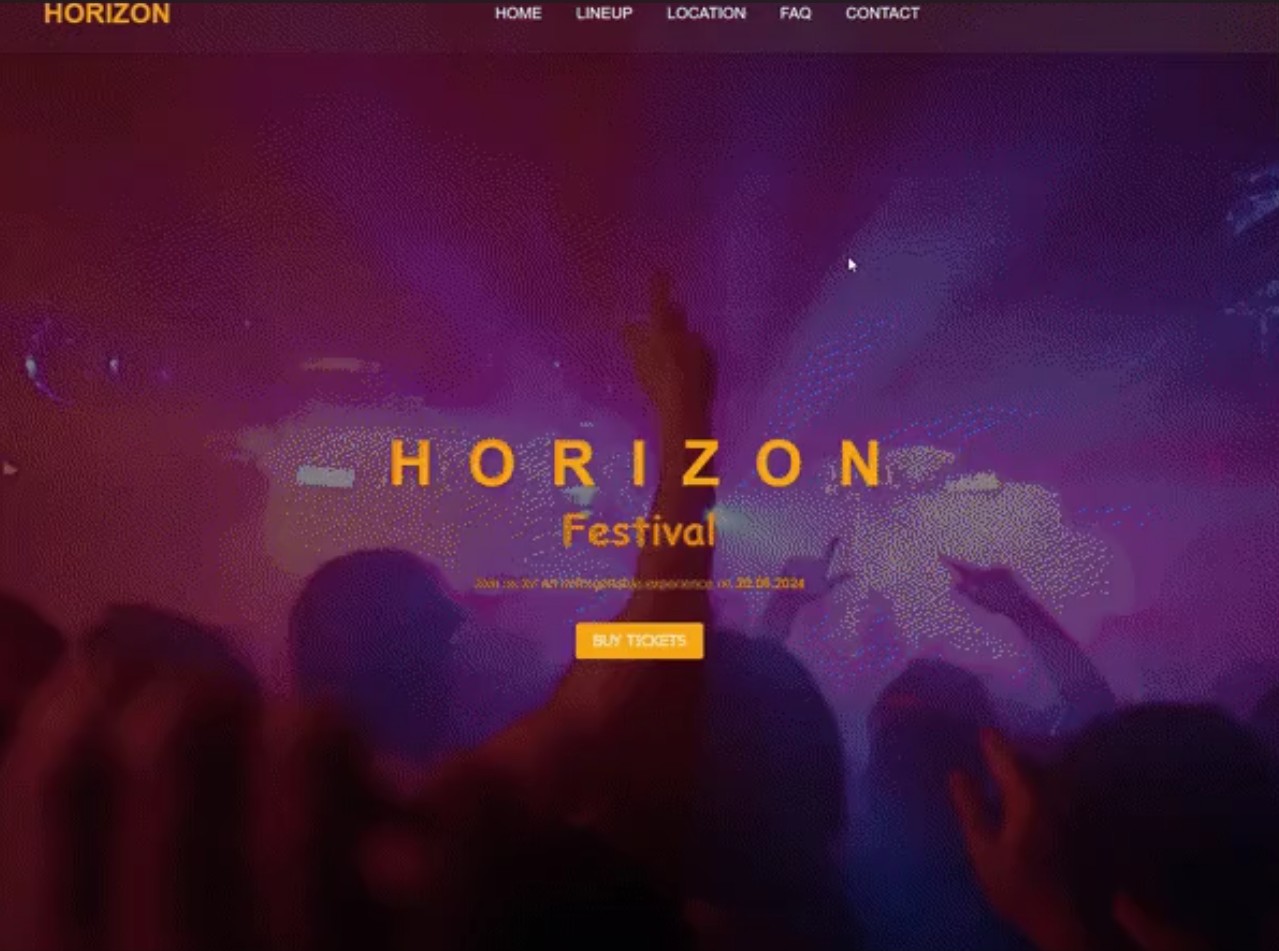 HORIZON
HOME LINEUP LOCATION FAQ CONTACT
HORIZON
Festival
Join us for an unforgettable experience on 20.06.2024
BUY TICKETS